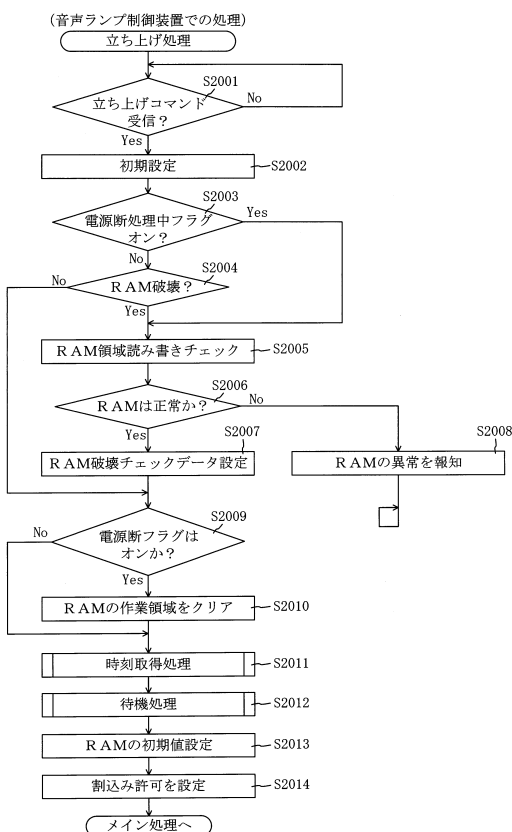 （音声ランプ制御装置での処理）
立ち上げ処理
S2001
立ち上げコマンド
受信？
No
Yes
初期設定
S2002
S2003
電源断処理中フラグ
オン？
Yes
No
S2004
ＲＡＭ破壊？
No
Yes
ＲＡＭ領域読み書きチェック
S2005
S2006
ＲＡＭは正常か？
No
Yes
S2007
ＲＡＭ破壊チェックデータ設定
S2008
ＲＡＭの異常を報知
S2009
電源断フラグは
オンか？
No
Yes
ＲＡＭの作業領域をクリア
S2010
時刻取得処理
S2011
待機処理
S2012
ＲＡＭの初期値設定
S2013
割込み許可を設定
S2014
メイン処理へ